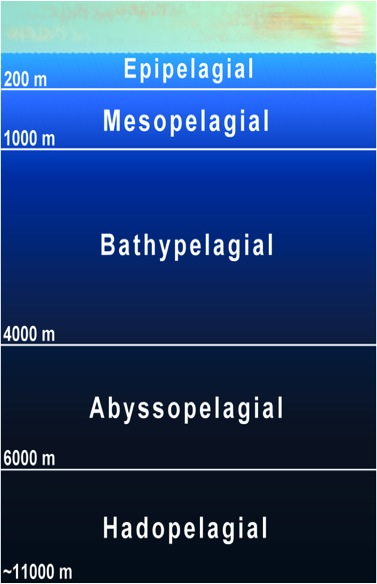 Epipelagial
200 m
Mesopelagial
1000 m
Bathypelagial
4000 m
Abyssopelagial
6000 m
Hadopelagial
~11000 m